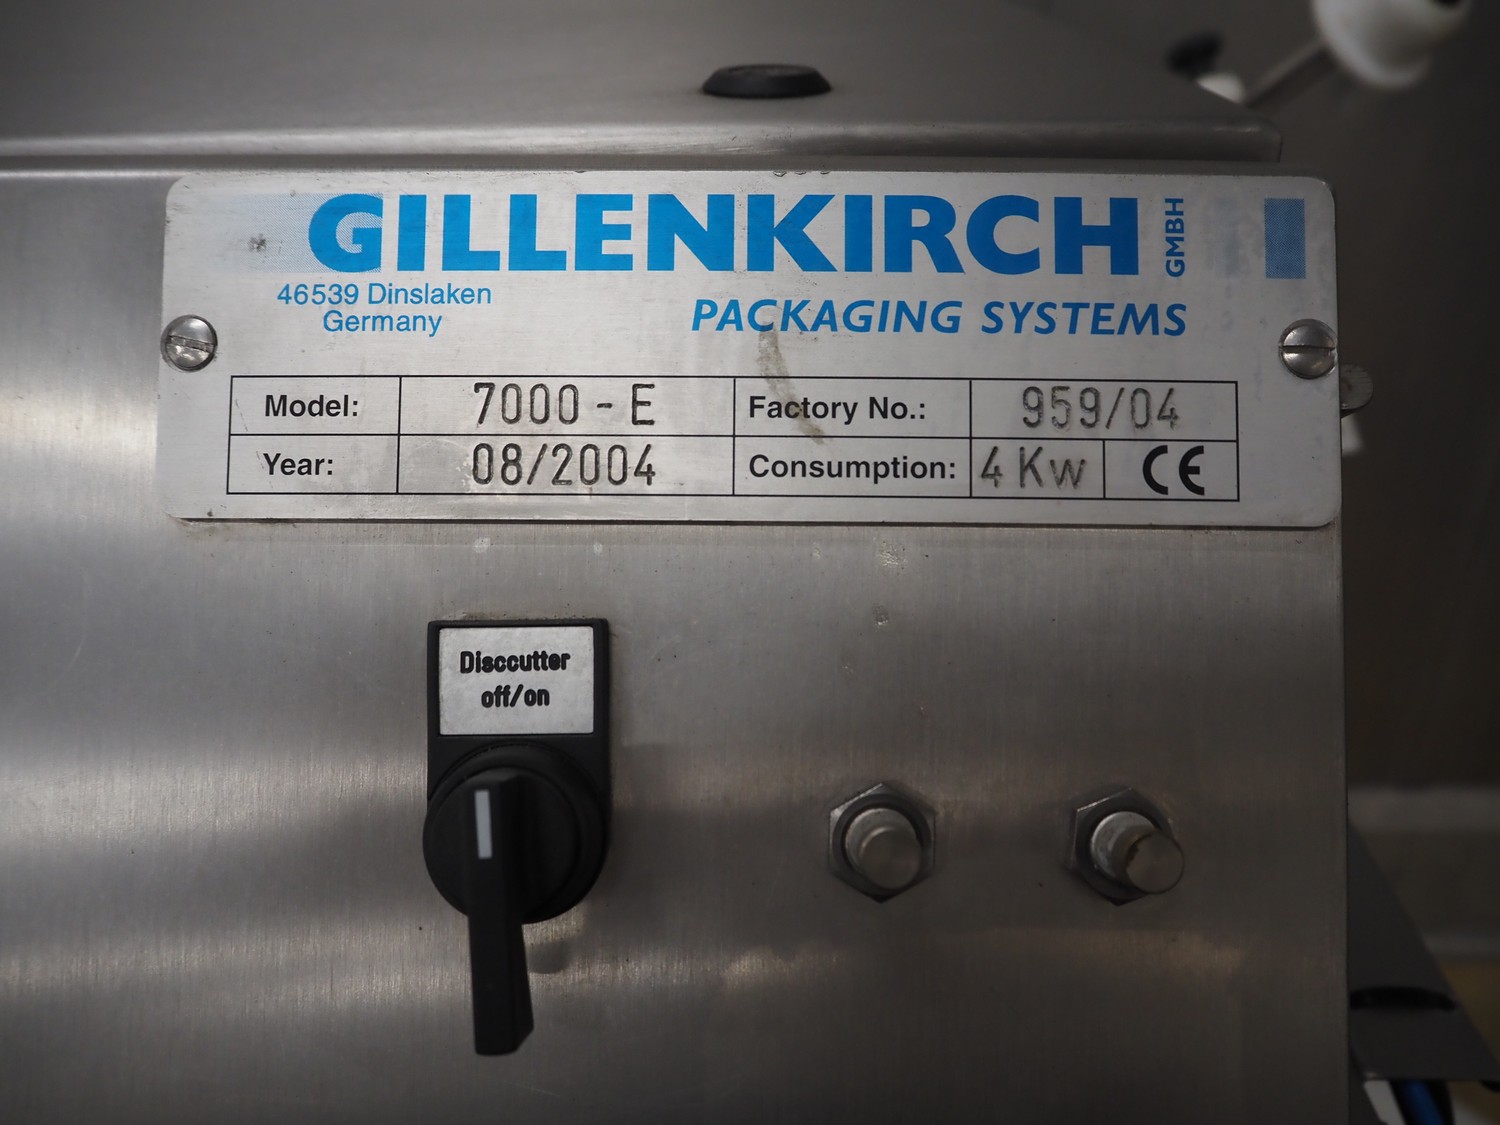 GILLENKIRCH GMBH
46539 Dinslaken
Germany
PACKAGING SYSTEMS
Model: 7000 - E Factory No.: 959/04
Year: 08/2004 Consumption: 4 Kw CE
Disccutter
off/on